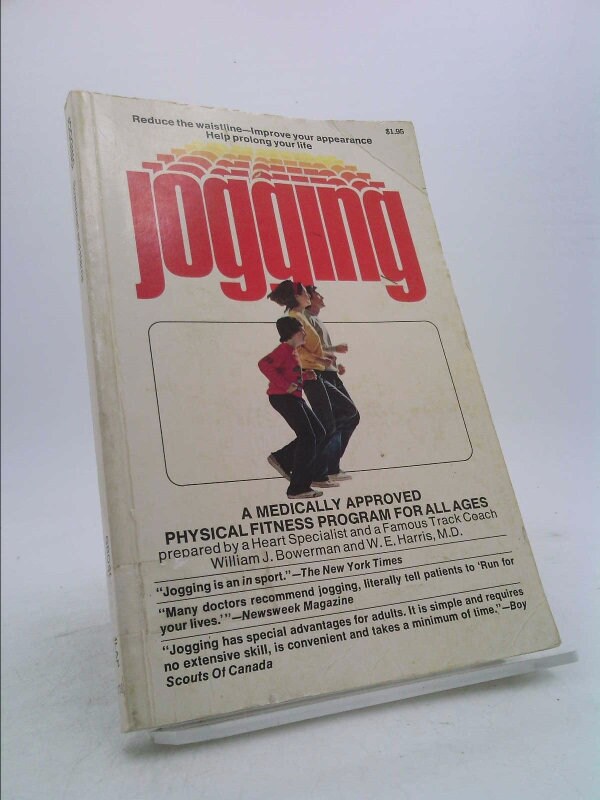 Reduce the waistline—Improve your appearance
Help prolong your life
$1.95
jogging
A MEDICALLY APPROVED
PHYSICAL FITNESS PROGRAM FOR ALL AGES
prepared by a Heart Specialist and a Famous Track Coach
William J. Bowerman and W. E. Harris, M.D.
“Jogging is an in sport.”—The New York Times
“Many doctors recommend jogging, literally tell patients to ‘Run for
your lives.’”—Newsweek Magazine
“Jogging has special advantages for adults. It is simple and requires
no extensive skill, is convenient and takes a minimum of time.”—Boy
Scouts Of Canada